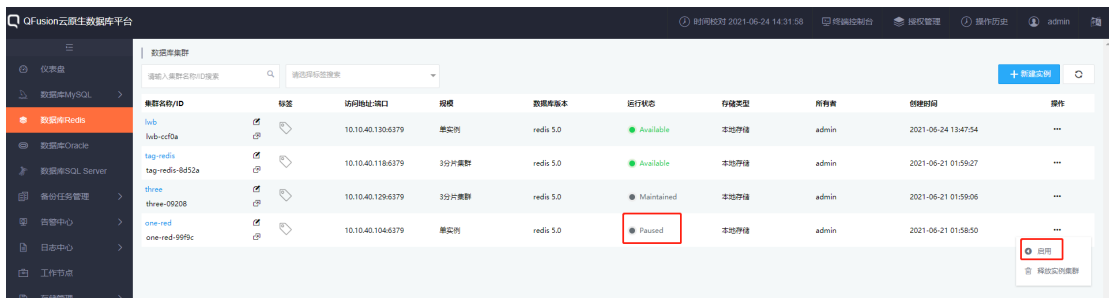 QFusion云原生数据库平台
时间校对 2021-06-24 14:31:58
终端控制台
授权管理
操作历史
admin
仪表盘
数据库MySQL
数据库Redis
数据库Oracle
数据库SQL Server
备份任务管理
告警中心
日志中心
工作节点
存储管理
数据库集群
请输入集群名称/ID搜索
请选择标签搜索
新建实例
集群名称/ID 标签 访问地址:端口 规模 数据库版本 运行状态 存储类型 所有者 创建时间 操作
lwb
lwb-ccf0a
10.10.40.130:6379 单实例 redis 5.0 Available 本地存储 admin 2021-06-24 13:47:54
tag-redis
tag-redis-8d52a
10.10.40.118:6379 3分片集群 redis 5.0 Available 本地存储 admin 2021-06-21 01:59:27
three
three-09208
10.10.40.129:6379 3分片集群 redis 5.0 Maintained 本地存储 admin 2021-06-21 01:59:06
one-red
one-red-99f9c
10.10.40.104:6379 单实例 redis 5.0 Paused 本地存储 admin 2021-06-21 01:58:50
启用
释放实例集群